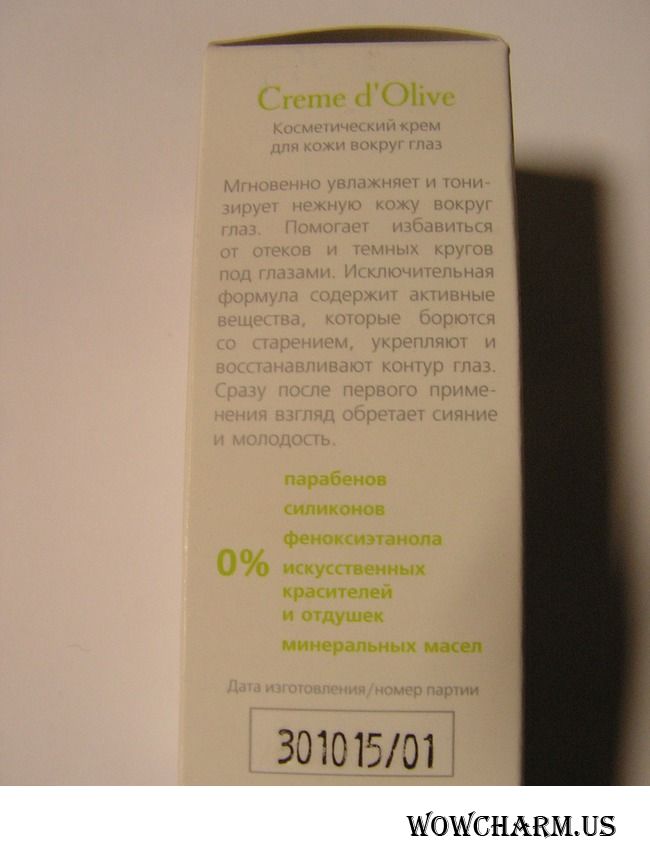 Creme d'Olive
Косметический крем
для кожи вокруг глаз
Мгновенно увлажняет и тони-
зирует нежную кожу вокруг
глаз. Помогает избавиться
от отеков и темных кругов
под глазами. Исключительная
формула содержит активные
вещества, которые борются
со старением, укрепляют и
восстанавливают контур глаз.
Сразу после первого приме-
нения взгляд обретает сияние
и молодость.
0%
парабенов
силиконов
феноксиэтанола
искусственных
красителей
и отдушек
минеральных масел
Дата изготовления/номер партии
301015/01
WOWCHARM.US